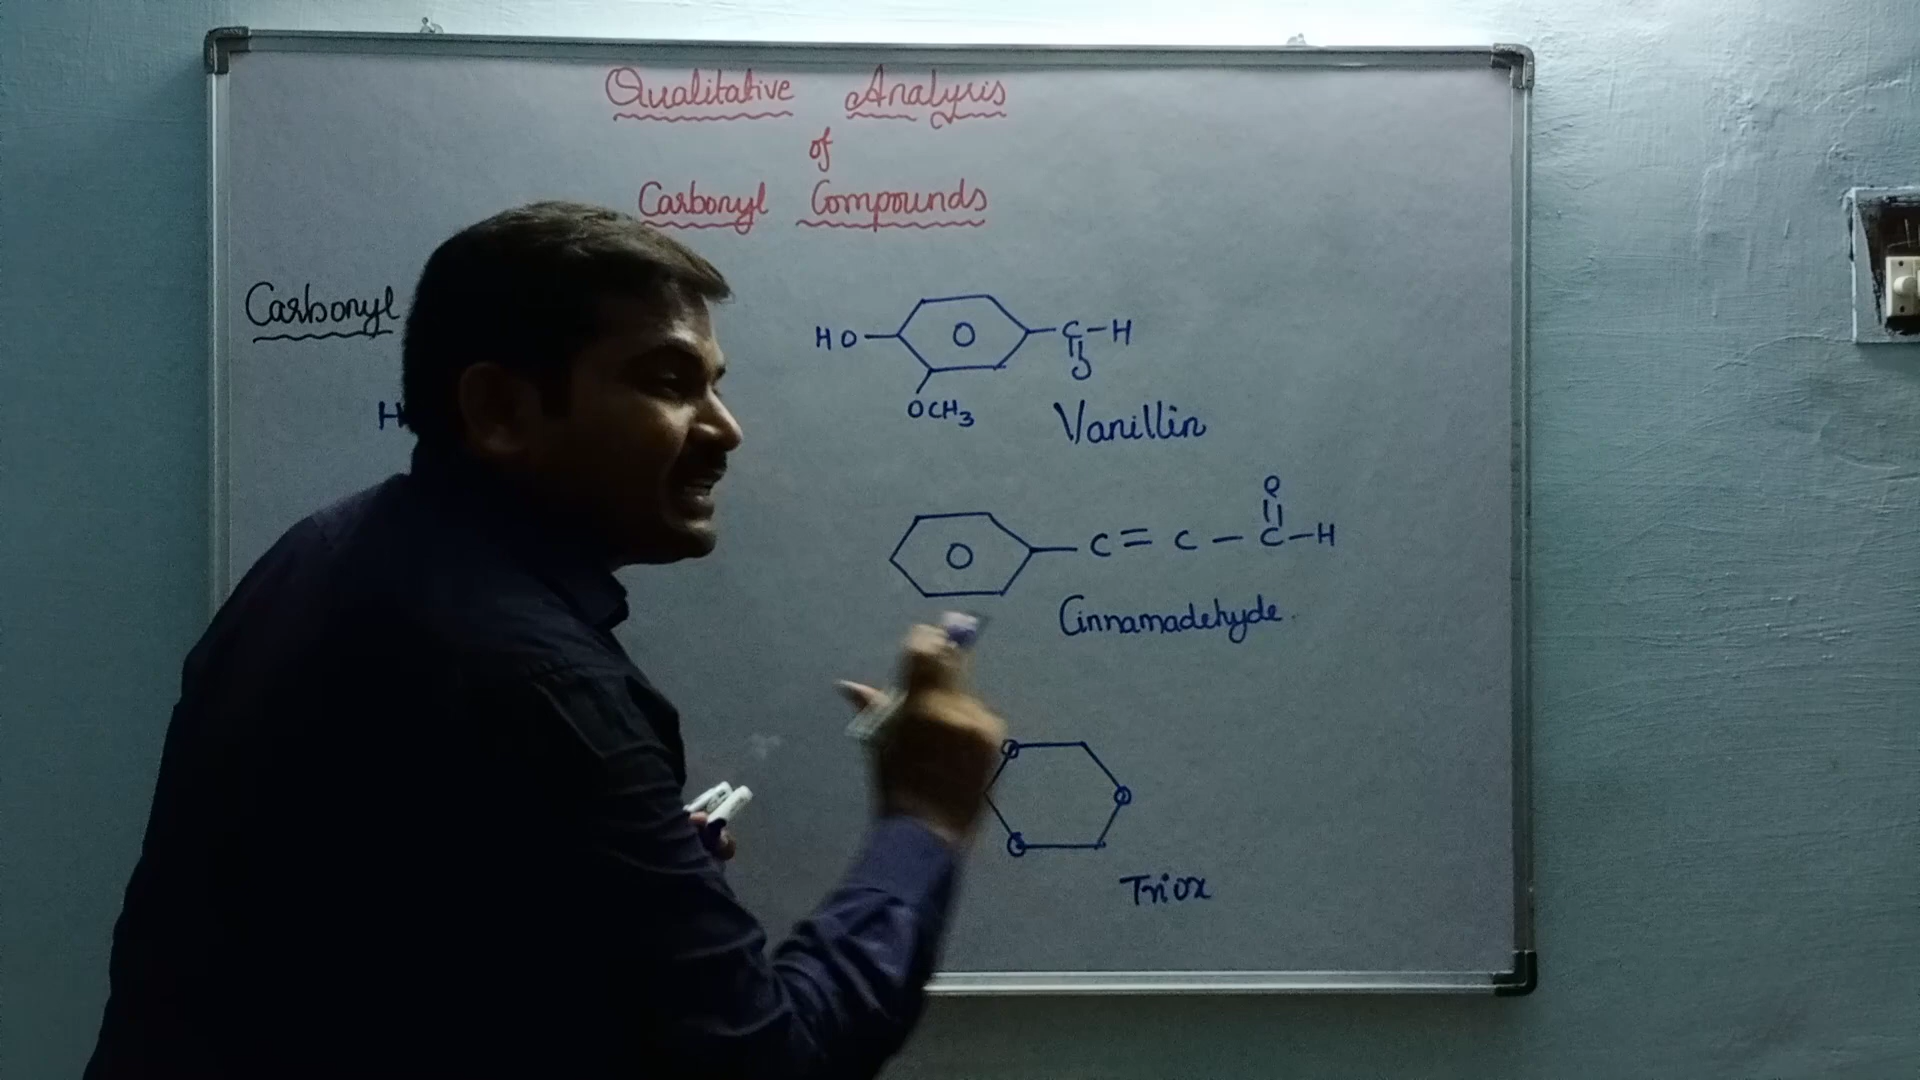 Qualitative Analysis
of
Carbonyl Compounds
Carbonyl
H
HO
C-H
O
OCH3
Vanillin
O
C = C - C-H
Cinnamadehyde.
Triox